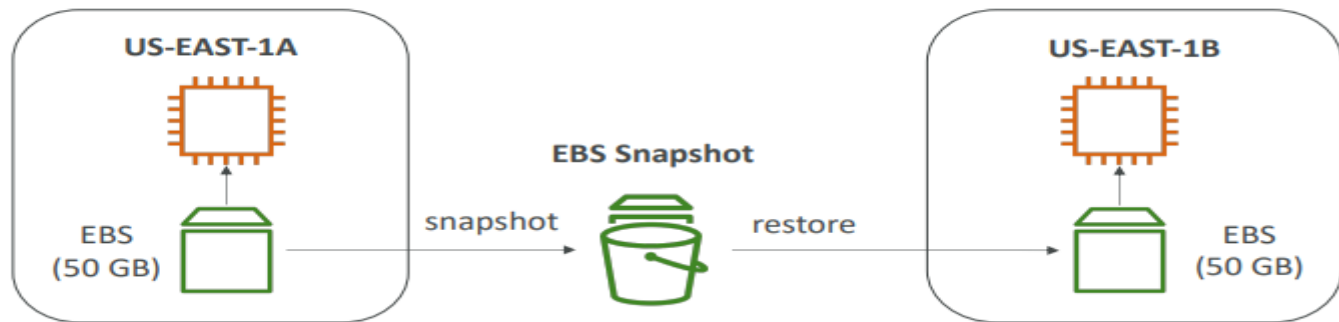 US-EAST-1A
EBS
(50 GB)
snapshot
EBS Snapshot
restore
US-EAST-1B
EBS
(50 GB)